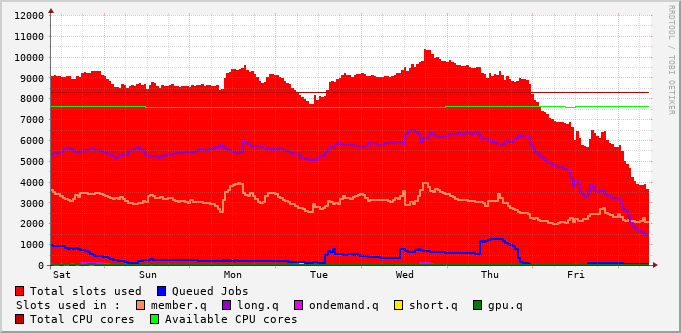 RRDTOOL / TOBI OETIKER
12000
11000
10000
9000
8000
7000
6000
5000
4000
3000
2000
1000
0
Sat Sun Mon Tue Wed Thu Fri
Total slots used Queued Jobs
Slots used in : member.q long.q ondemand.q short.q gpu.q
Total CPU cores Available CPU cores